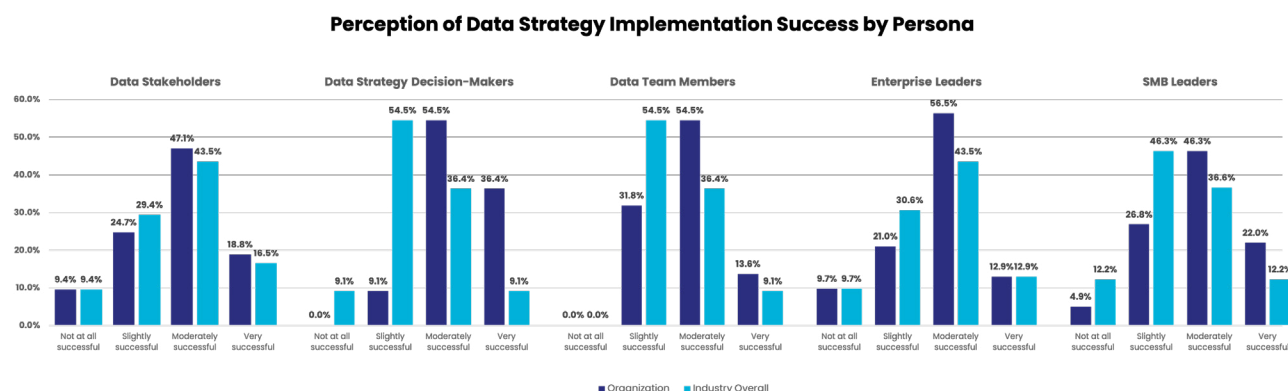 Perception of Data Strategy Implementation Success by Persona
Data Stakeholders
Data Strategy Decision-Makers
Data Team Members
Enterprise Leaders
SMB Leaders
60.0%
50.0%
40.0%
30.0%
20.0%
10.0%
0.0%
9.4% 9.4%
24.7% 29.4%
47.1% 43.5%
18.8% 16.5%
0.0% 9.1%
9.1% 54.5%
54.5% 36.4%
36.4% 9.1%
0.0% 0.0%
31.8% 54.5%
54.5% 36.4%
13.6% 9.1%
9.7% 9.7%
21.0% 30.6%
56.5% 43.5%
12.9% 12.9%
4.9% 12.2%
26.8% 46.3%
46.3% 36.6%
22.0% 12.2%
Not at all successful
Slightly successful
Moderately successful
Very successful
Not at all successful
Slightly successful
Moderately successful
Very successful
Not at all successful
Slightly successful
Moderately successful
Very successful
Not at all successful
Slightly successful
Moderately successful
Very successful
Not at all successful
Slightly successful
Moderately successful
Very successful
Organization
Industry Overall